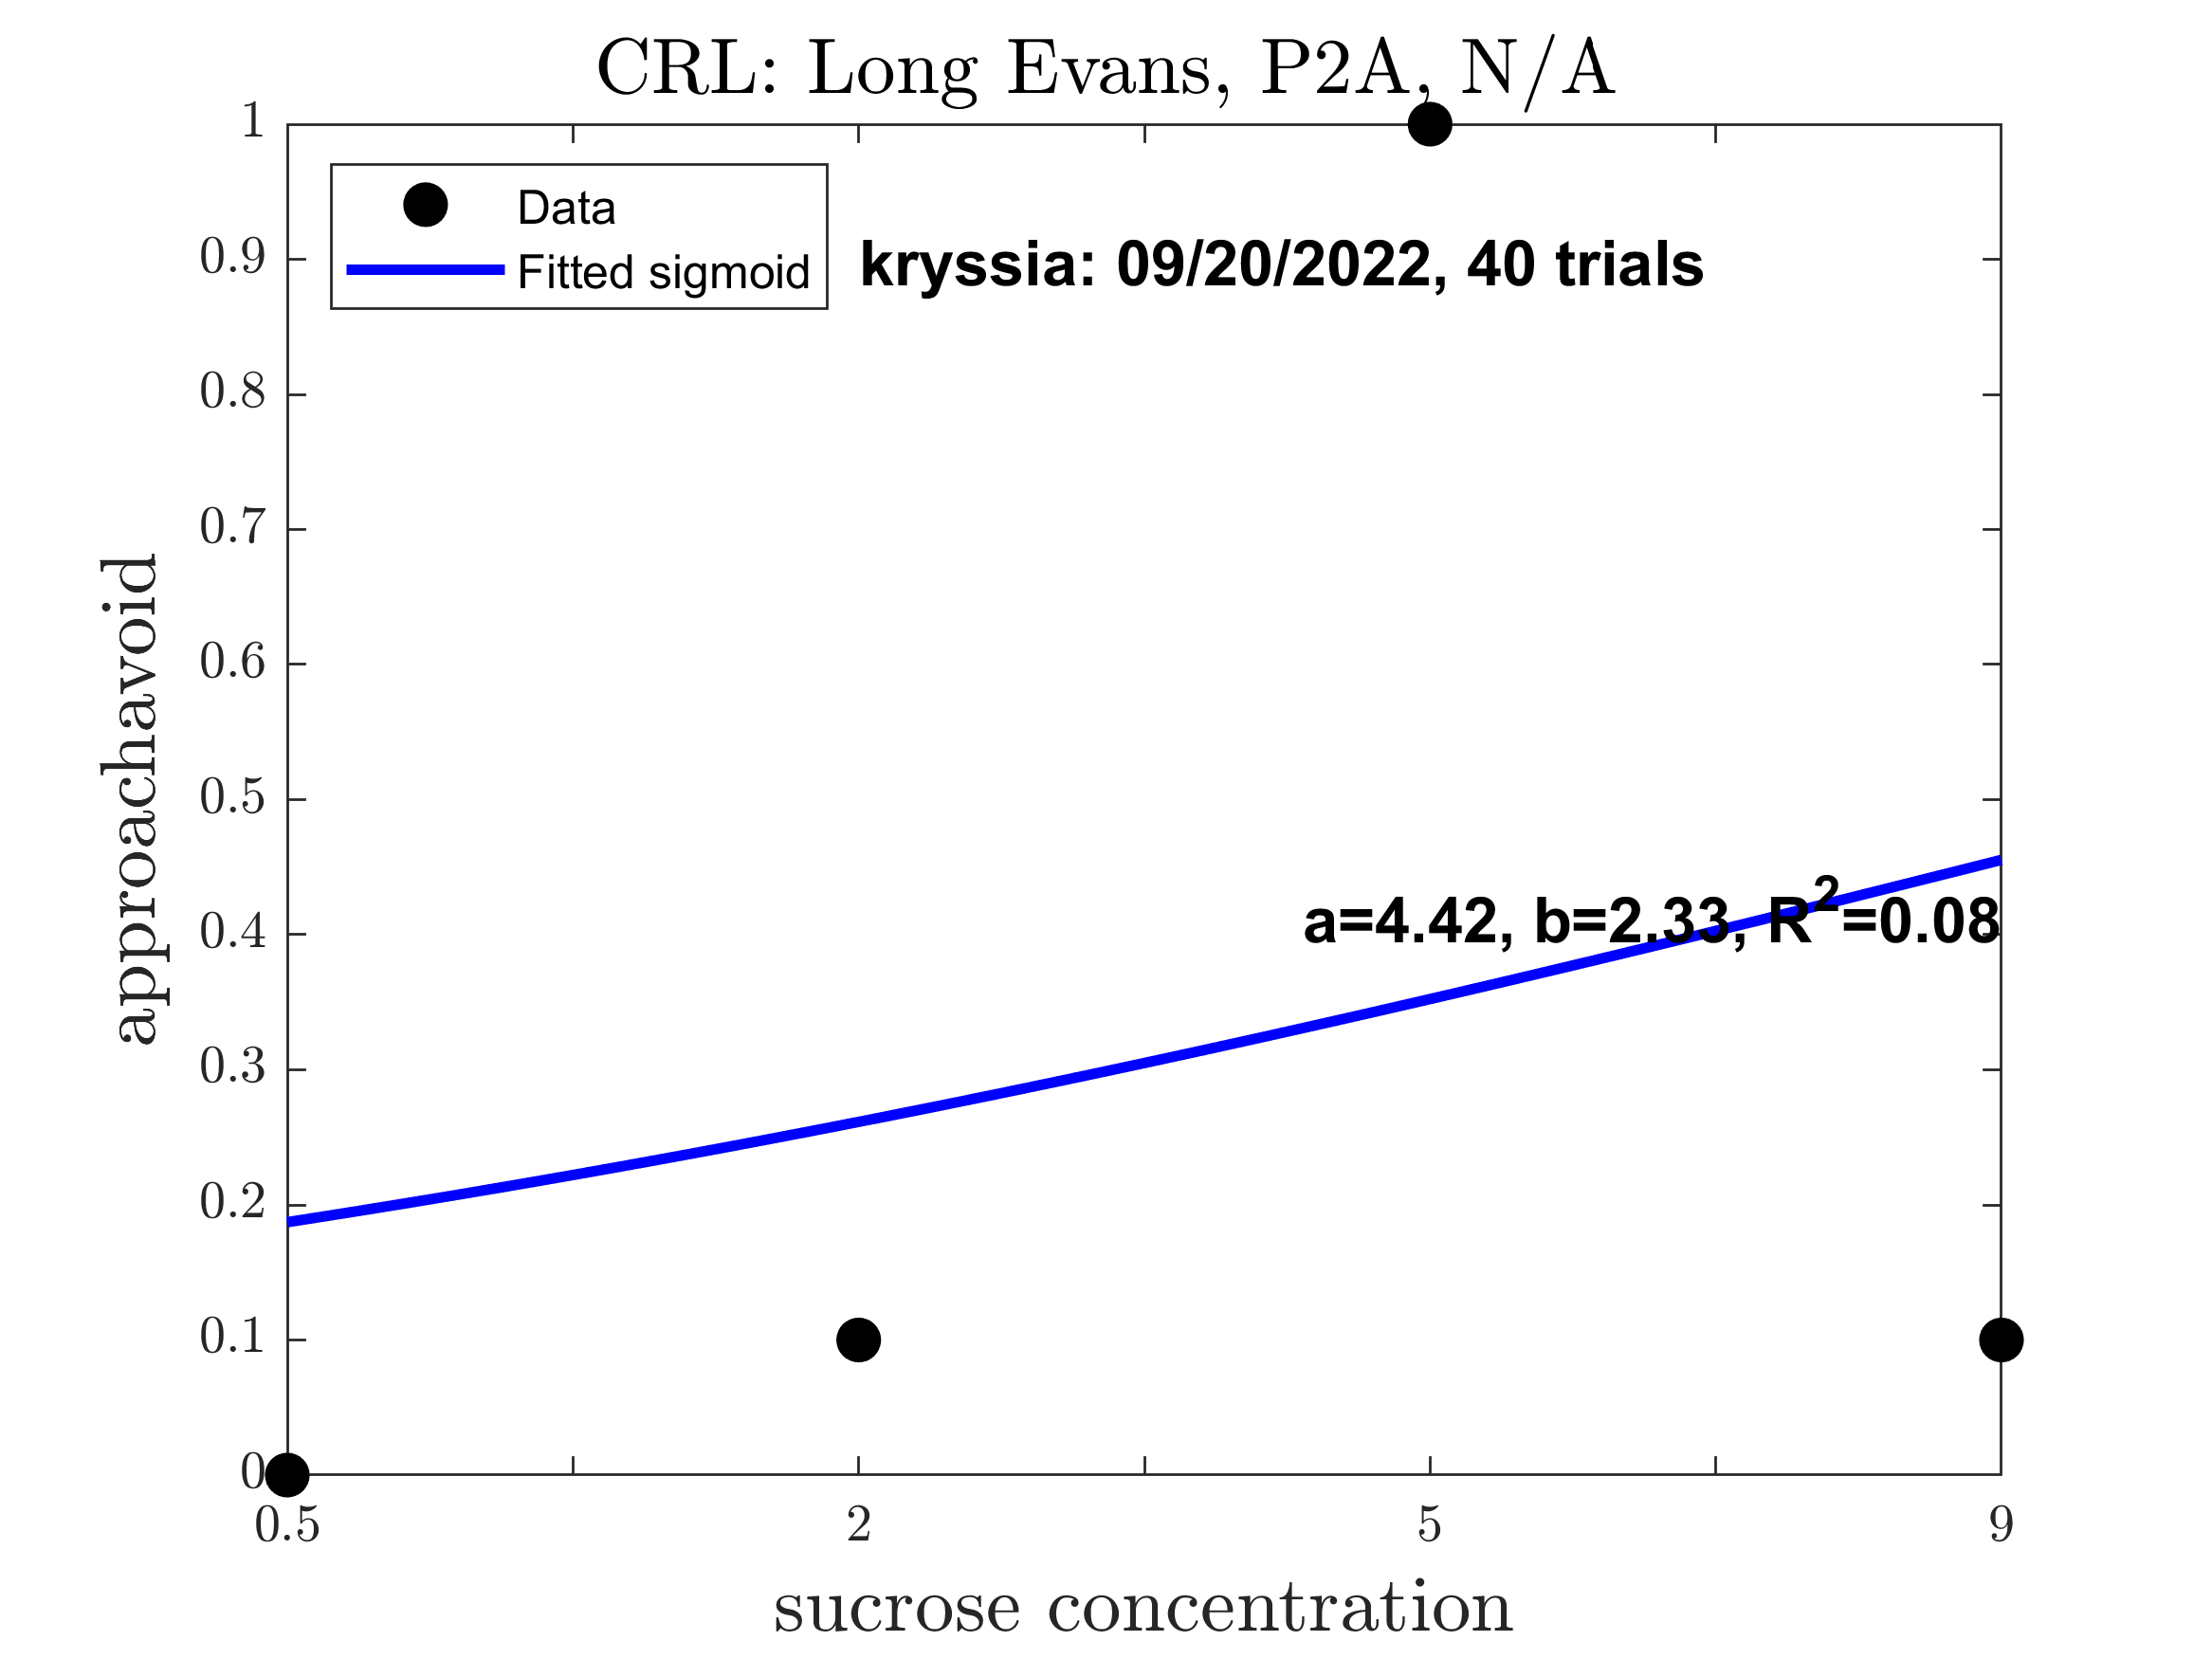 CRL: Long Evans, P2A, N/A
1
Data
Fitted sigmoid
kryssia: 09/20/2022, 40 trials
0.9
0.8
0.7
0.6
0.5
0.4
0.3
0.2
0.1
0
approachavoid
a=4.42, b=2.33, R²=0.08
0.5 2 5 9
sucrose concentration